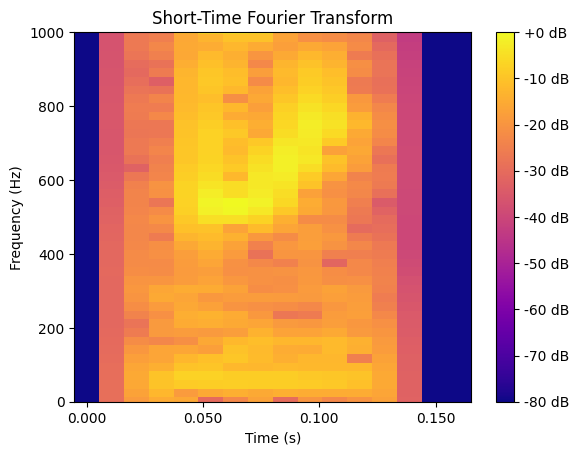 Short-Time Fourier Transform
1000
800
600
400
200
0
Frequency (Hz)
0.000
0.050
0.100
0.150
Time (s)
+0 dB
-10 dB
-20 dB
-30 dB
-40 dB
-50 dB
-60 dB
-70 dB
-80 dB